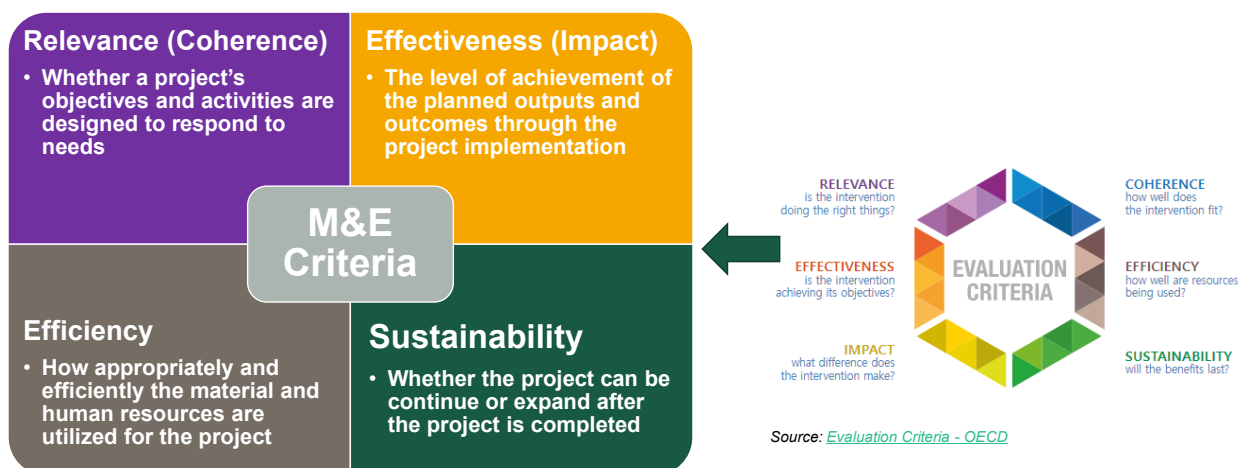 Relevance (Coherence)
• Whether a project's
objectives and activities are
designed to respond to
needs
Effectiveness (Impact)
• The level of achievement of
the planned outputs and
outcomes through the
project implementation
M&E
Criteria
Efficiency
• How appropriately and
efficiently the material and
human resources are
utilized for the project
Sustainability
• Whether the project can be
continue or expand after
the project is completed
RELEVANCE
is the intervention
doing the right things?
COHERENCE
how well does
the intervention fit?
EFFECTIVENESS
is the intervention
achieving its objectives?
EVALUATION
CRITERIA
EFFICIENCY
how well are resources
being used?
IMPACT
what difference does
the intervention make?
SUSTAINABILITY
will the benefits last?
Source: Evaluation Criteria - OECD